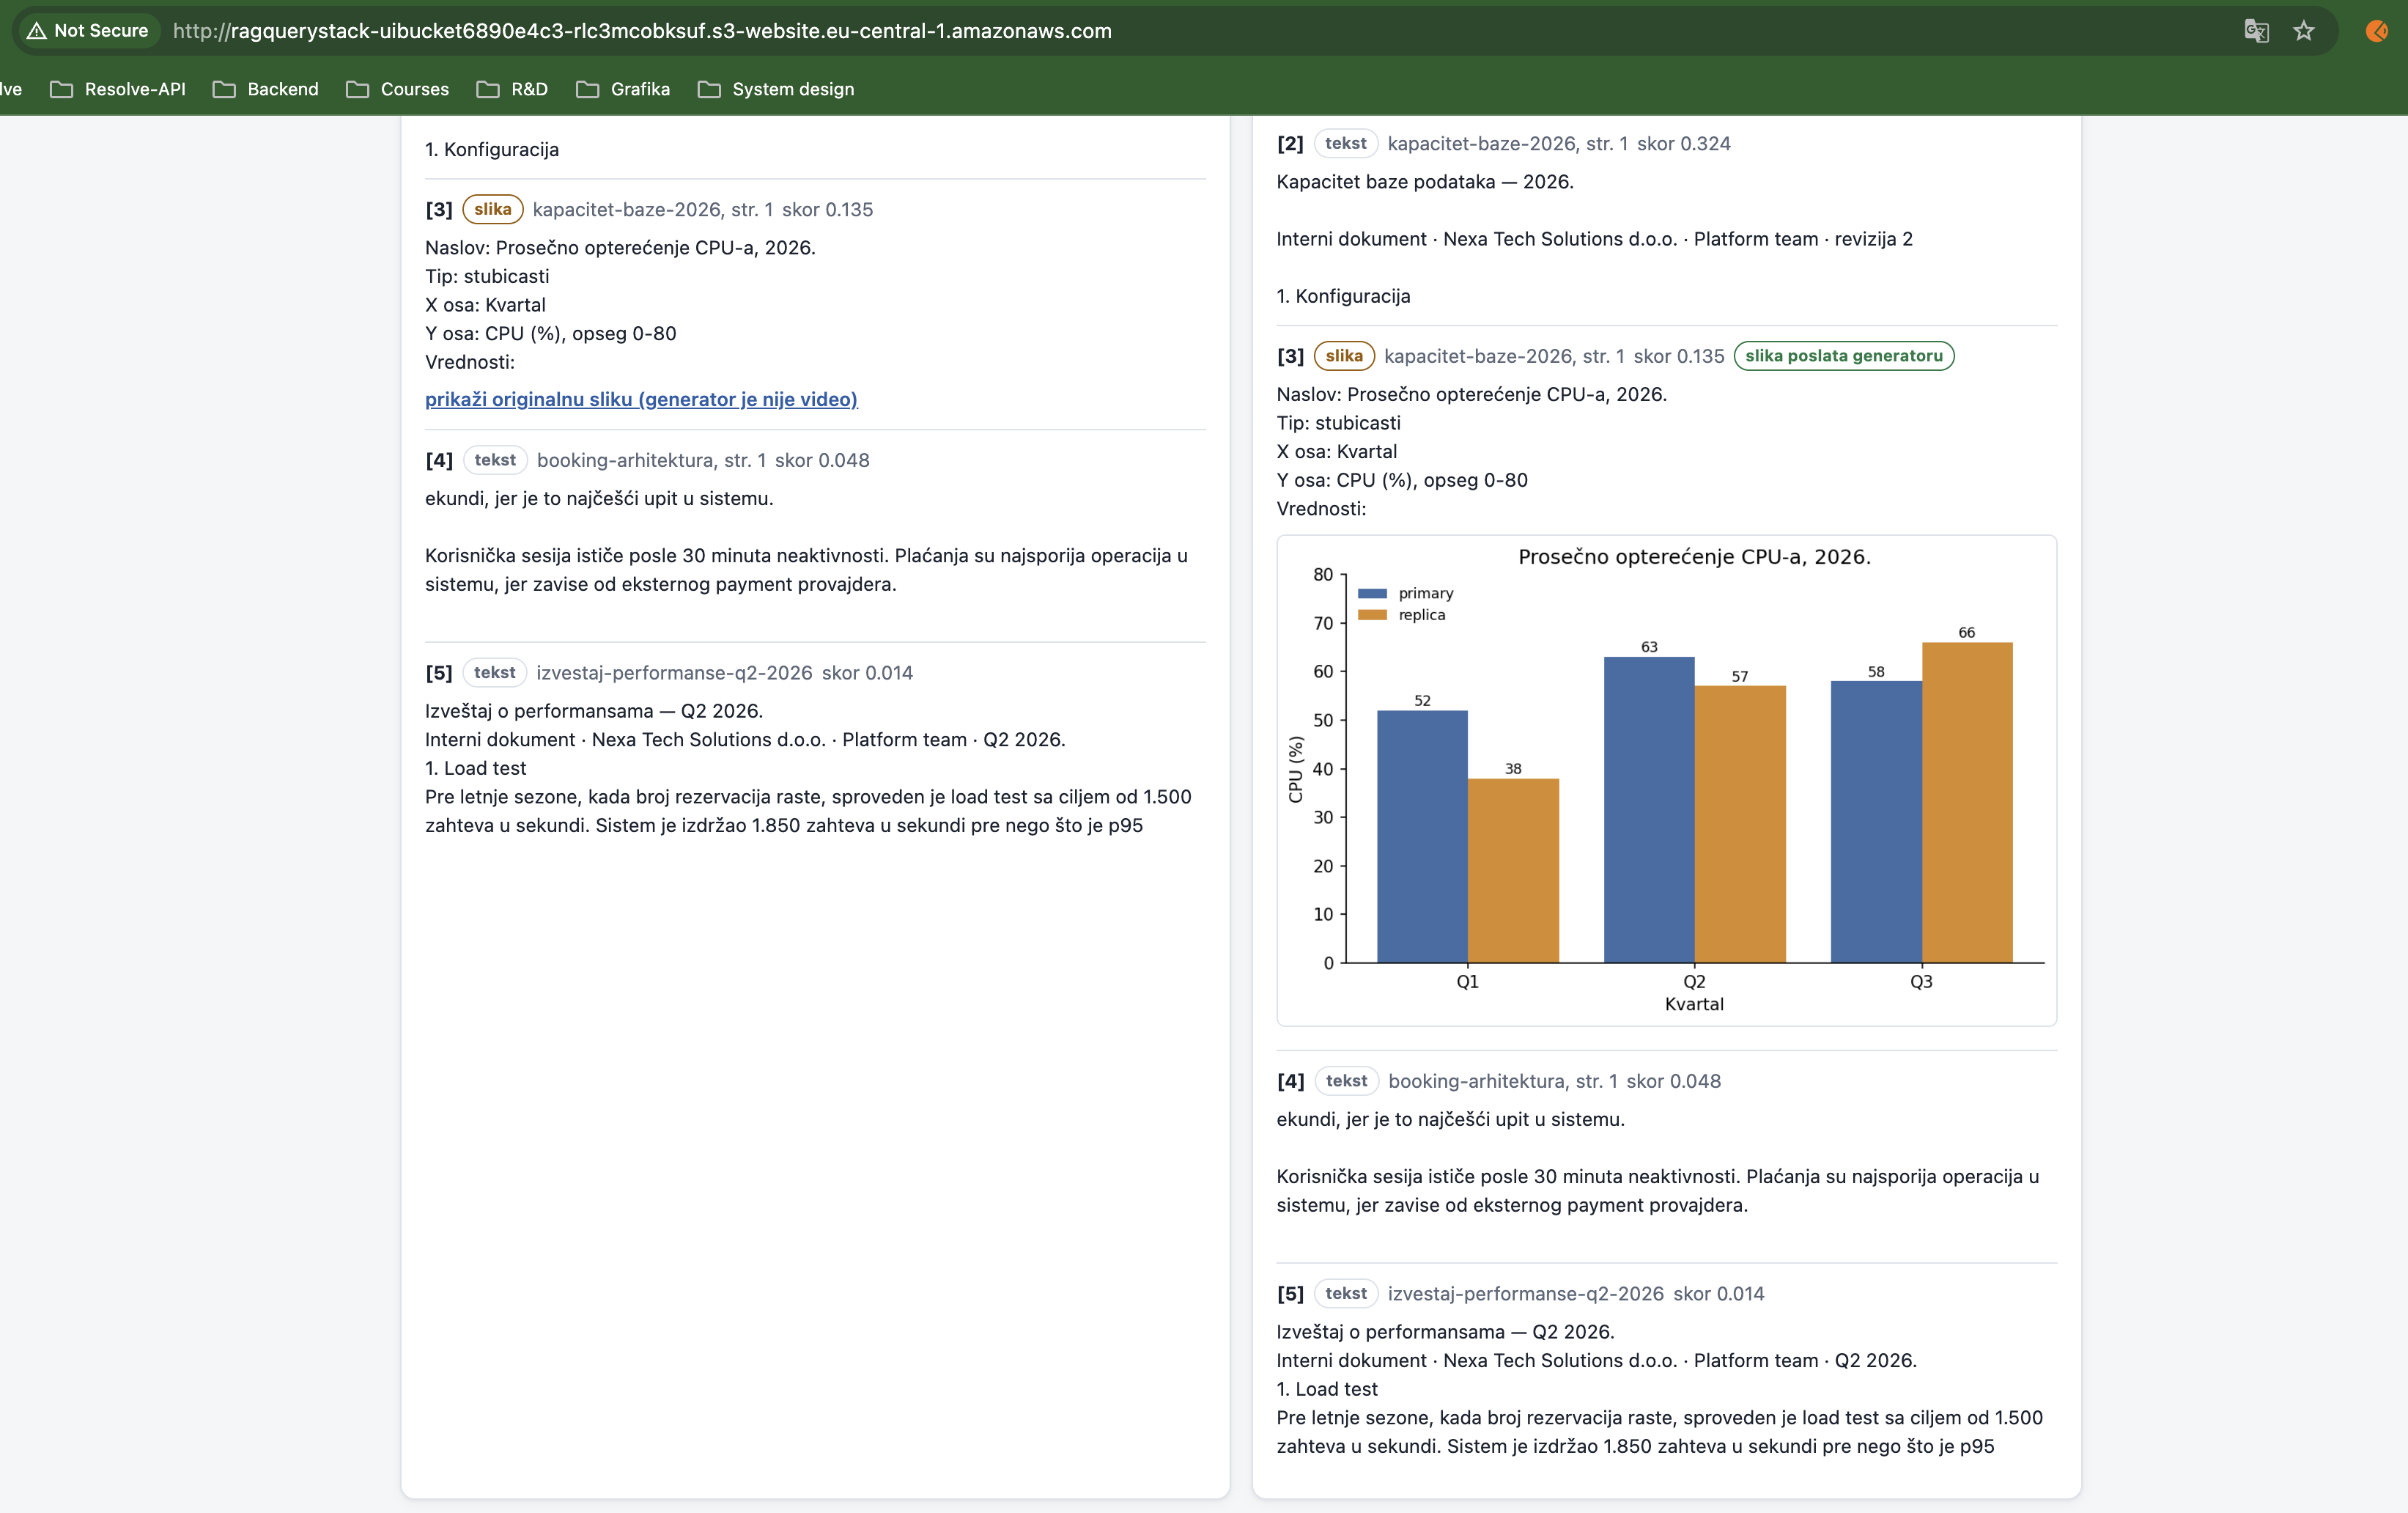 Not Secure
http://ragquerystack-uibucket6890e4c3-rlc3mcobksuf.s3-website.eu-central-1.amazonaws.com
lve
Resolve-API
Backend
Courses
R&D
Grafika
System design
1. Konfiguracija
[3] slika kapacitet-baze-2026, str. 1 skor 0.135
Naslov: Prosečno opterećenje CPU-a, 2026.
Tip: stubicasti
X osa: Kvartal
Y osa: CPU (%), opseg 0-80
Vrednosti:
prikaži originalnu sliku (generator je nije video)
[4] tekst booking-arhitektura, str. 1 skor 0.048
ekundi, jer je to najčešći upit u sistemu.
Korisnička sesija ističe posle 30 minuta neaktivnosti. Plaćanja su najsporija operacija u
sistemu, jer zavise od eksternog payment provajdera.
[5] tekst izvestaj-performanse-q2-2026 skor 0.014
Izveštaj o performansama — Q2 2026.
Interni dokument · Nexa Tech Solutions d.o.o. · Platform team · Q2 2026.
1. Load test
Pre letnje sezone, kada broj rezervacija raste, sproveden je load test sa ciljem od 1.500
zahteva u sekundi. Sistem je izdržao 1.850 zahteva u sekundi pre nego što je p95
[2] tekst kapacitet-baze-2026, str. 1 skor 0.324
Kapacitet baze podataka — 2026.
Interni dokument · Nexa Tech Solutions d.o.o. · Platform team · revizija 2
1. Konfiguracija
[3] slika kapacitet-baze-2026, str. 1 skor 0.135 slika poslata generatoru
Naslov: Prosečno opterećenje CPU-a, 2026.
Tip: stubicasti
X osa: Kvartal
Y osa: CPU (%), opseg 0-80
Vrednosti:
Prosečno opterećenje CPU-a, 2026.
primary
replica
80
70
60
50
40
30
20
10
0
CPU (%)
52
38
63
57
58
66
Q1
Q2
Q3
Kvartal
[4] tekst booking-arhitektura, str. 1 skor 0.048
ekundi, jer je to najčešći upit u sistemu.
Korisnička sesija ističe posle 30 minuta neaktivnosti. Plaćanja su najsporija operacija u
sistemu, jer zavise od eksternog payment provajdera.
[5] tekst izvestaj-performanse-q2-2026 skor 0.014
Izveštaj o performansama — Q2 2026.
Interni dokument · Nexa Tech Solutions d.o.o. · Platform team · Q2 2026.
1. Load test
Pre letnje sezone, kada broj rezervacija raste, sproveden je load test sa ciljem od 1.500
zahteva u sekundi. Sistem je izdržao 1.850 zahteva u sekundi pre nego što je p95